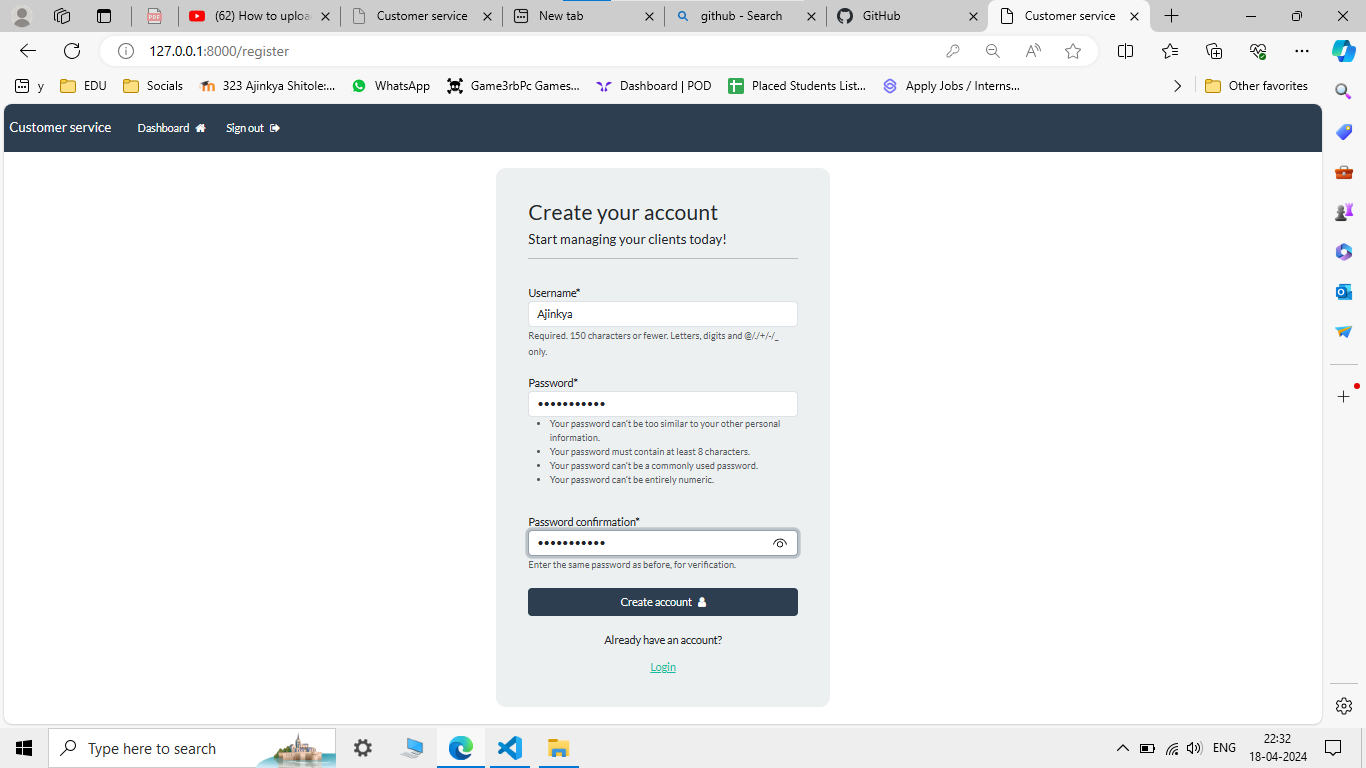 (62) How to uploa
Customer service
New tab
github - Search
GitHub
Customer service
127.0.0.1:8000/register
y
EDU
Socials
323 Ajinkya Shitole:...
WhatsApp
Game3rbPc Games...
Dashboard | POD
Placed Students List...
Apply Jobs / Interns...
Other favorites
Customer service
Dashboard
Sign out
Create your account
Start managing your clients today!
Username*
Ajinkya
Required. 150 characters or fewer. Letters, digits and @/./+/-/_
only.
Password*
•••••••••••
• Your password can't be too similar to your other personal
information.
• Your password must contain at least 8 characters.
• Your password can't be a commonly used password.
• Your password can't be entirely numeric.
Password confirmation*
•••••••••••
Enter the same password as before, for verification.
Create account
Already have an account?
Login
Type here to search
ENG
22:32
18-04-2024